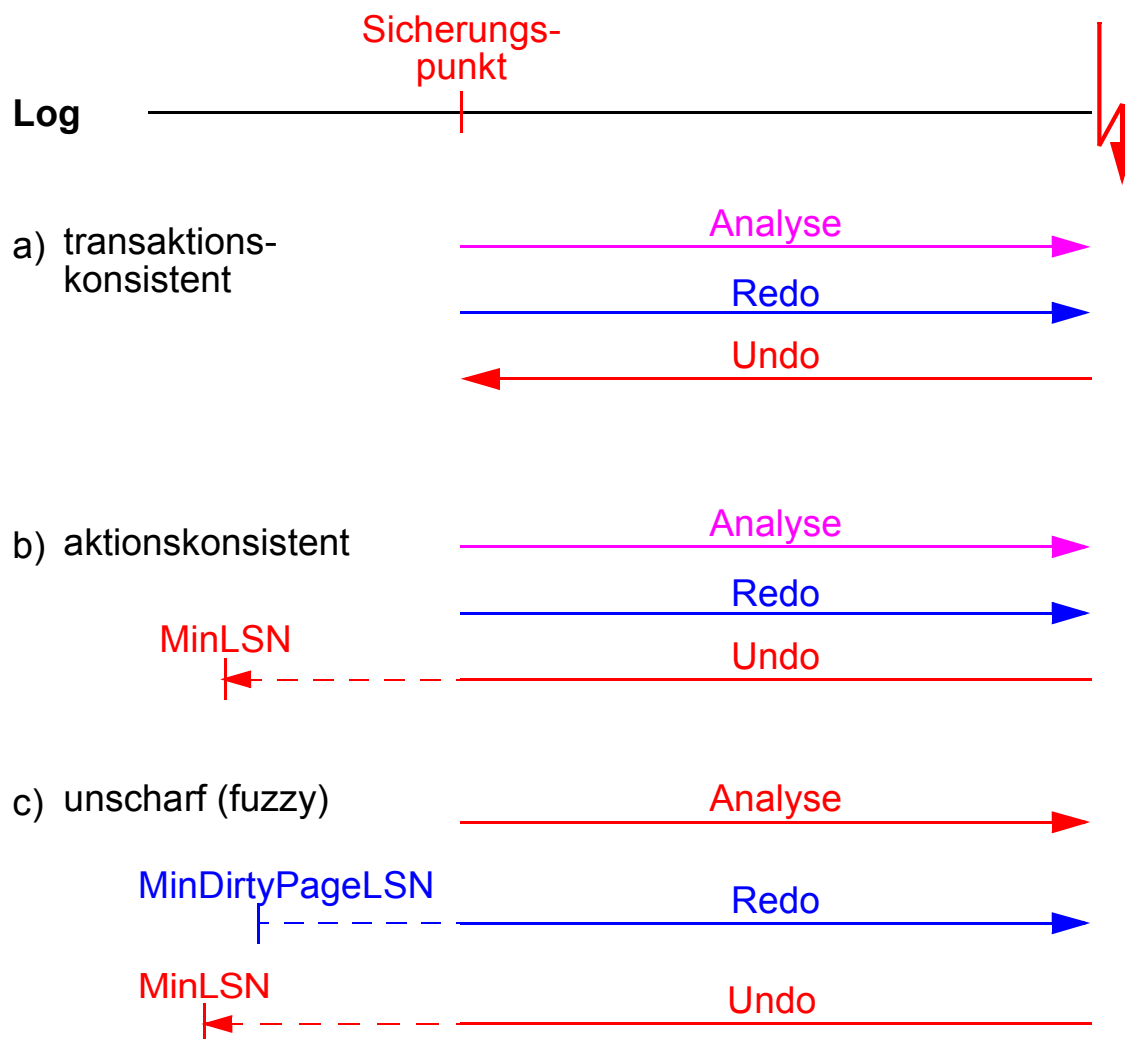 Sicherungs-
punkt
Log
a) transaktions-
konsistent
Analyse
Redo
Undo
b) aktionskonsistent
Analyse
Redo
MinLSN
Undo
c) unscharf (fuzzy)
Analyse
MinDirtyPageLSN
Redo
MinLSN
Undo